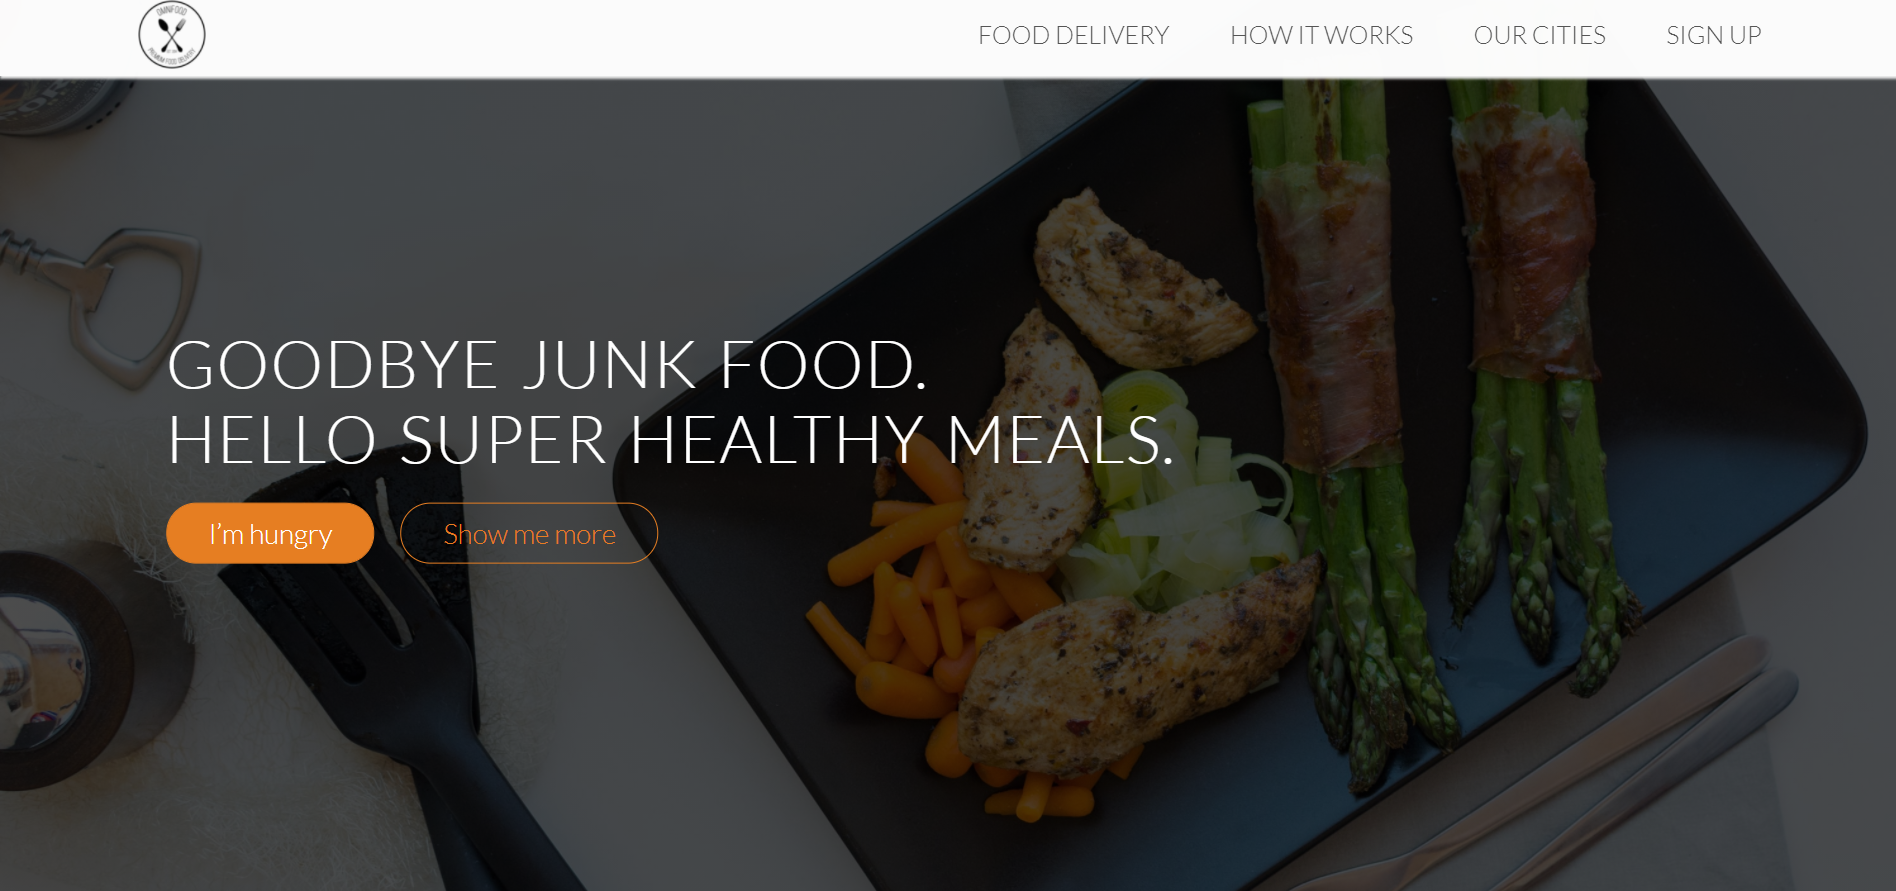 OMNIFOOD
PREMIUM FOOD DELIVERY
FOOD DELIVERY
HOW IT WORKS
OUR CITIES
SIGN UP
GOODBYE JUNK FOOD.
HELLO SUPER HEALTHY MEALS.
I’m hungry
Show me more